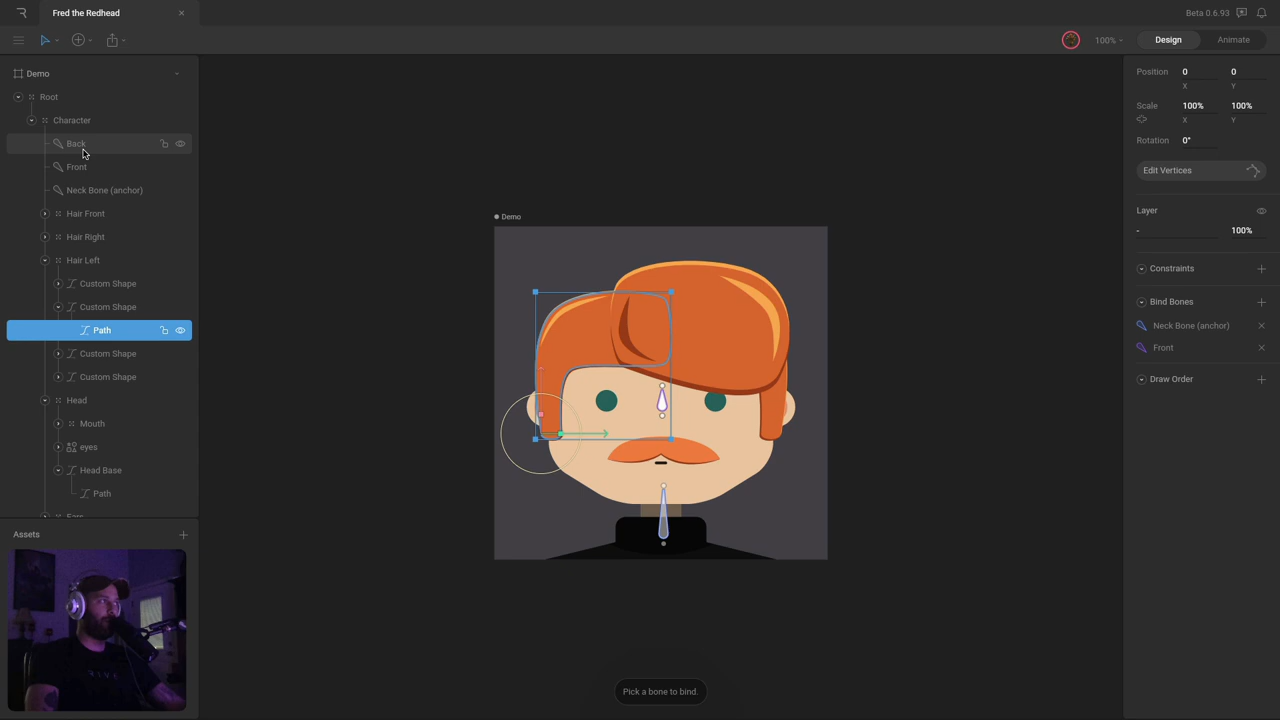 Fred the Redhead
Beta 0.6.93
100%
Design
Animate
Demo
Root
Character
Back
Front
Neck Bone (anchor)
Hair Front
Hair Right
Hair Left
Custom Shape
Custom Shape
Path
Custom Shape
Custom Shape
Head
Mouth
eyes
Head Base
Path
Assets
Demo
Pick a bone to bind.
Position
0
0
X
Y
Scale
100%
100%
X
Y
Rotation
0°
Edit Vertices
Layer
-
100%
Constraints
Bind Bones
Neck Bone (anchor)
Front
Draw Order